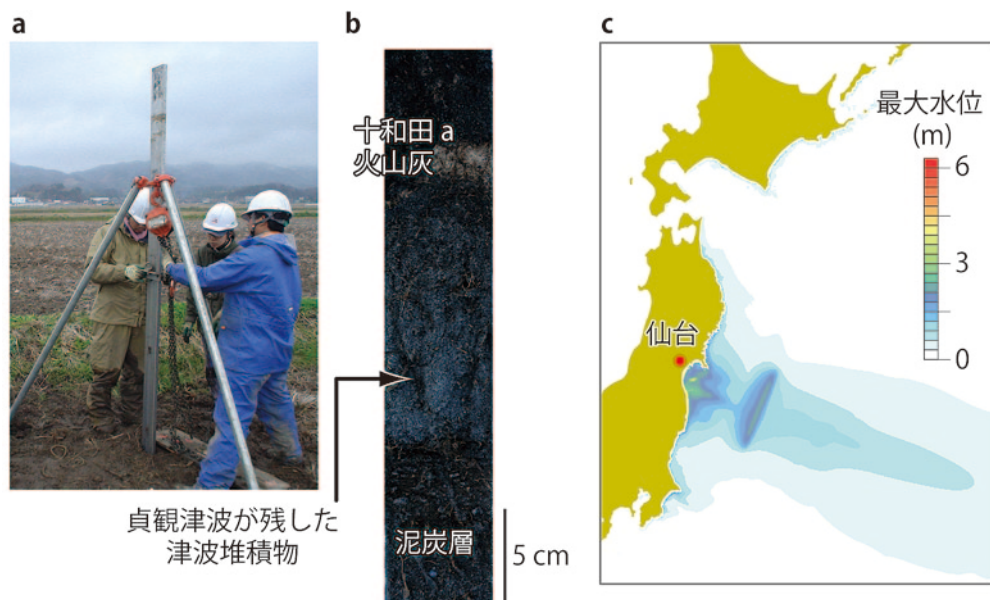 a
b
c
十和田 a
火山灰
貞観津波が残した
津波堆積物
泥炭層
5 cm
最大水位
(m)
6
3
0
仙台